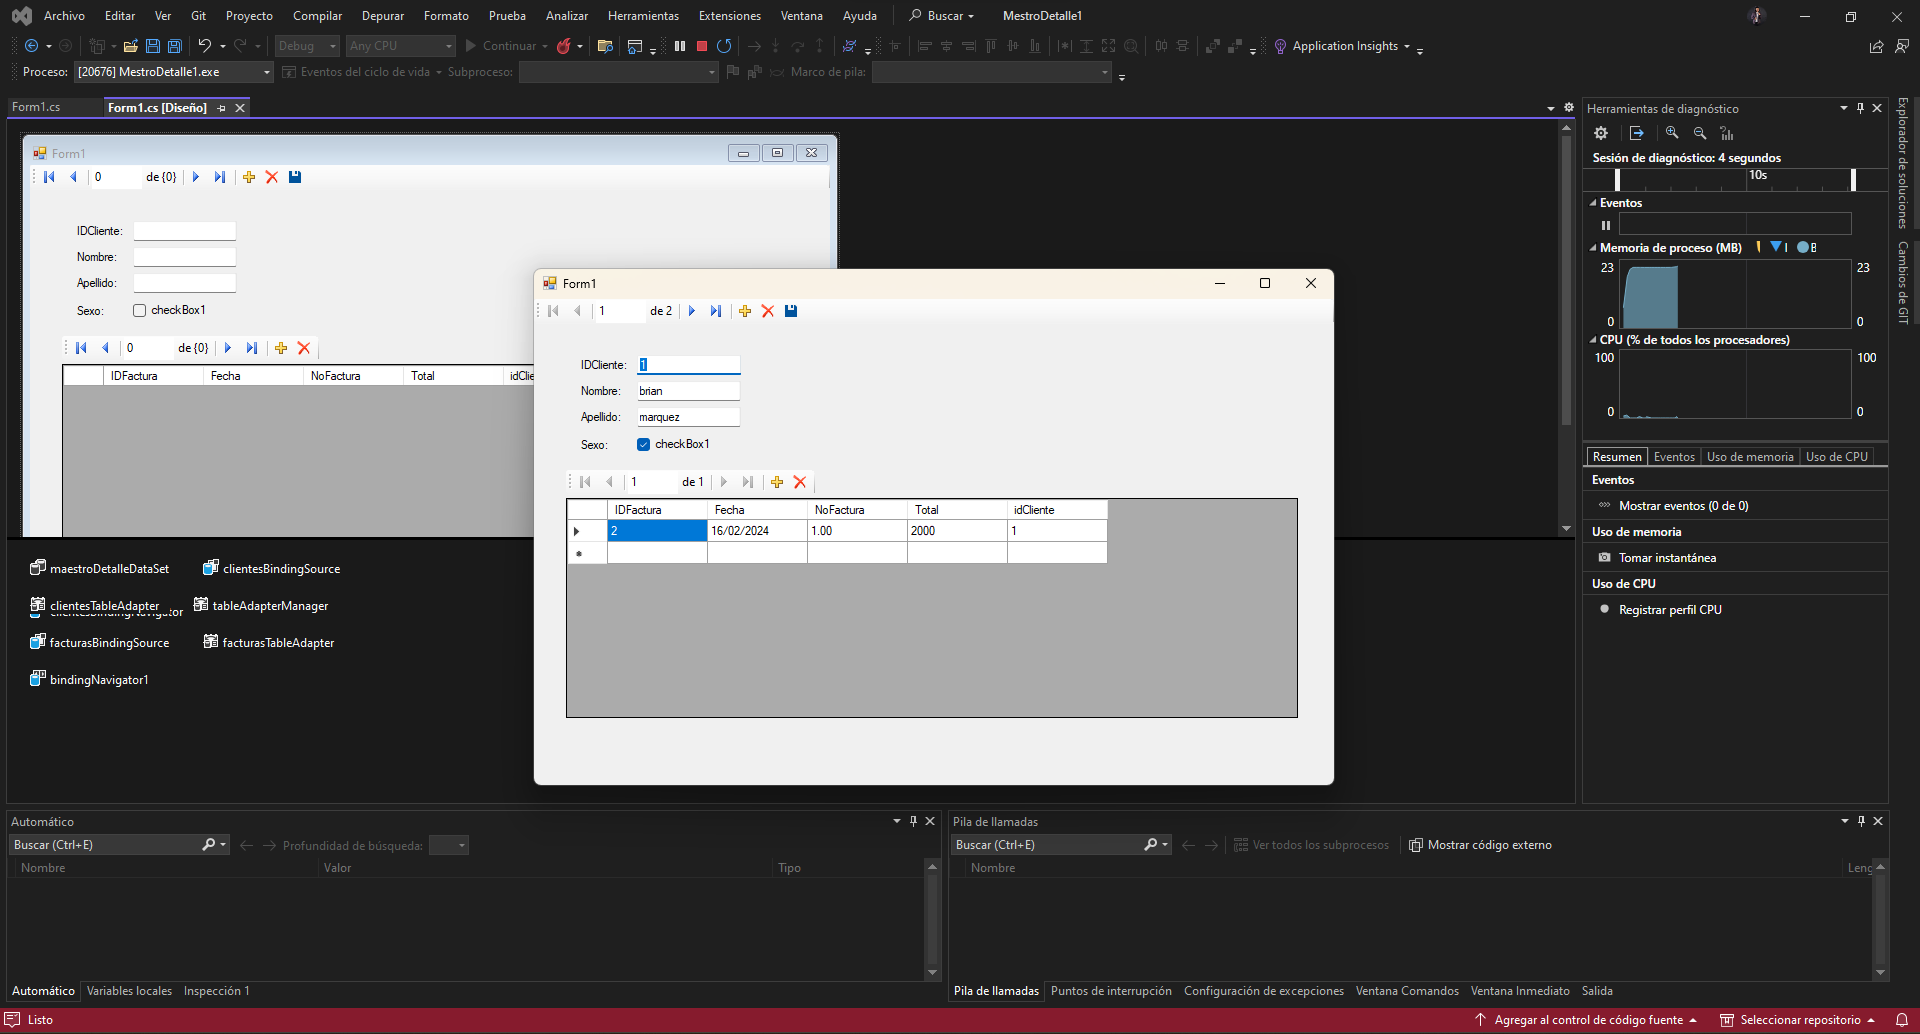 Archivo Editar Ver Git Proyecto Compilar Depurar Formato Prueba Analizar Herramientas Extensiones Ventana Ayuda Buscar MestroDetalle1
Debug Any CPU Continuar Application Insights
Proceso: [20676] MestroDetalle1.exe Eventos del ciclo de vida Subproceso: Marco de pila:
Form1.cs Form1.cs [Diseño]
Form1
0 de {0}
IDCliente:
Nombre:
Apellido:
Sexo: checkBox1
0 de {0}
IDFactura Fecha NoFactura Total idClie
Form1
1 de 2
IDCliente: 1
Nombre: brian
Apellido: marquez
Sexo: checkBox1
1 de 1
IDFactura Fecha NoFactura Total idCliente
2 16/02/2024 1.00 2000 1
maestroDetalleDataSet clientesBindingSource
clientesTableAdapter tableAdapterManager
clientesBindingNavigator
facturasBindingSource facturasTableAdapter
bindingNavigator1
Herramientas de diagnóstico
Sesión de diagnóstico: 4 segundos
10s
Eventos
Memoria de proceso (MB) I B
23 23
0 0
CPU (% de todos los procesadores)
100 100
0 0
Resumen Eventos Uso de memoria Uso de CPU
Eventos
Mostrar eventos (0 de 0)
Uso de memoria
Tomar instantánea
Uso de CPU
Registrar perfil CPU
Explorador de soluciones
Cambios de GIT
Automático
Buscar (Ctrl+E) Profundidad de búsqueda:
Nombre Valor Tipo
Automático Variables locales Inspección 1
Pila de llamadas
Buscar (Ctrl+E) Ver todos los subprocesos Mostrar código externo
Nombre Leng
Pila de llamadas Puntos de interrupción Configuración de excepciones Ventana Comandos Ventana Inmediato Salida
Listo Agregar al control de código fuente Seleccionar repositorio